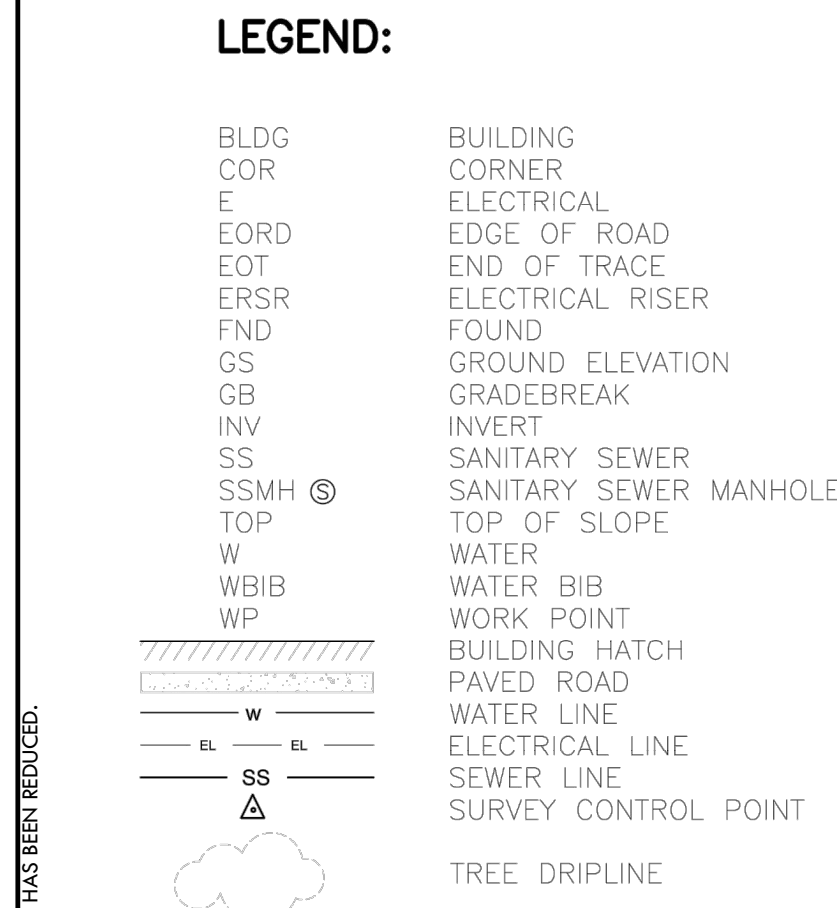 LEGEND:
BLDG BUILDING
COR CORNER
E ELECTRICAL
EORD EDGE OF ROAD
EOT END OF TRACE
ERSR ELECTRICAL RISER
FND FOUND
GS GROUND ELEVATION
GB GRADEBREAK
INV INVERT
SS SANITARY SEWER
SSMH Ⓢ SANITARY SEWER MANHOLE
TOP TOP OF SLOPE
W WATER
WBIB WATER BIB
WP WORK POINT
BUILDING HATCH
PAVED ROAD
W WATER LINE
EL EL ELECTRICAL LINE
SS SEWER LINE
SURVEY CONTROL POINT
TREE DRIPLINE
HAS BEEN REDUCED.